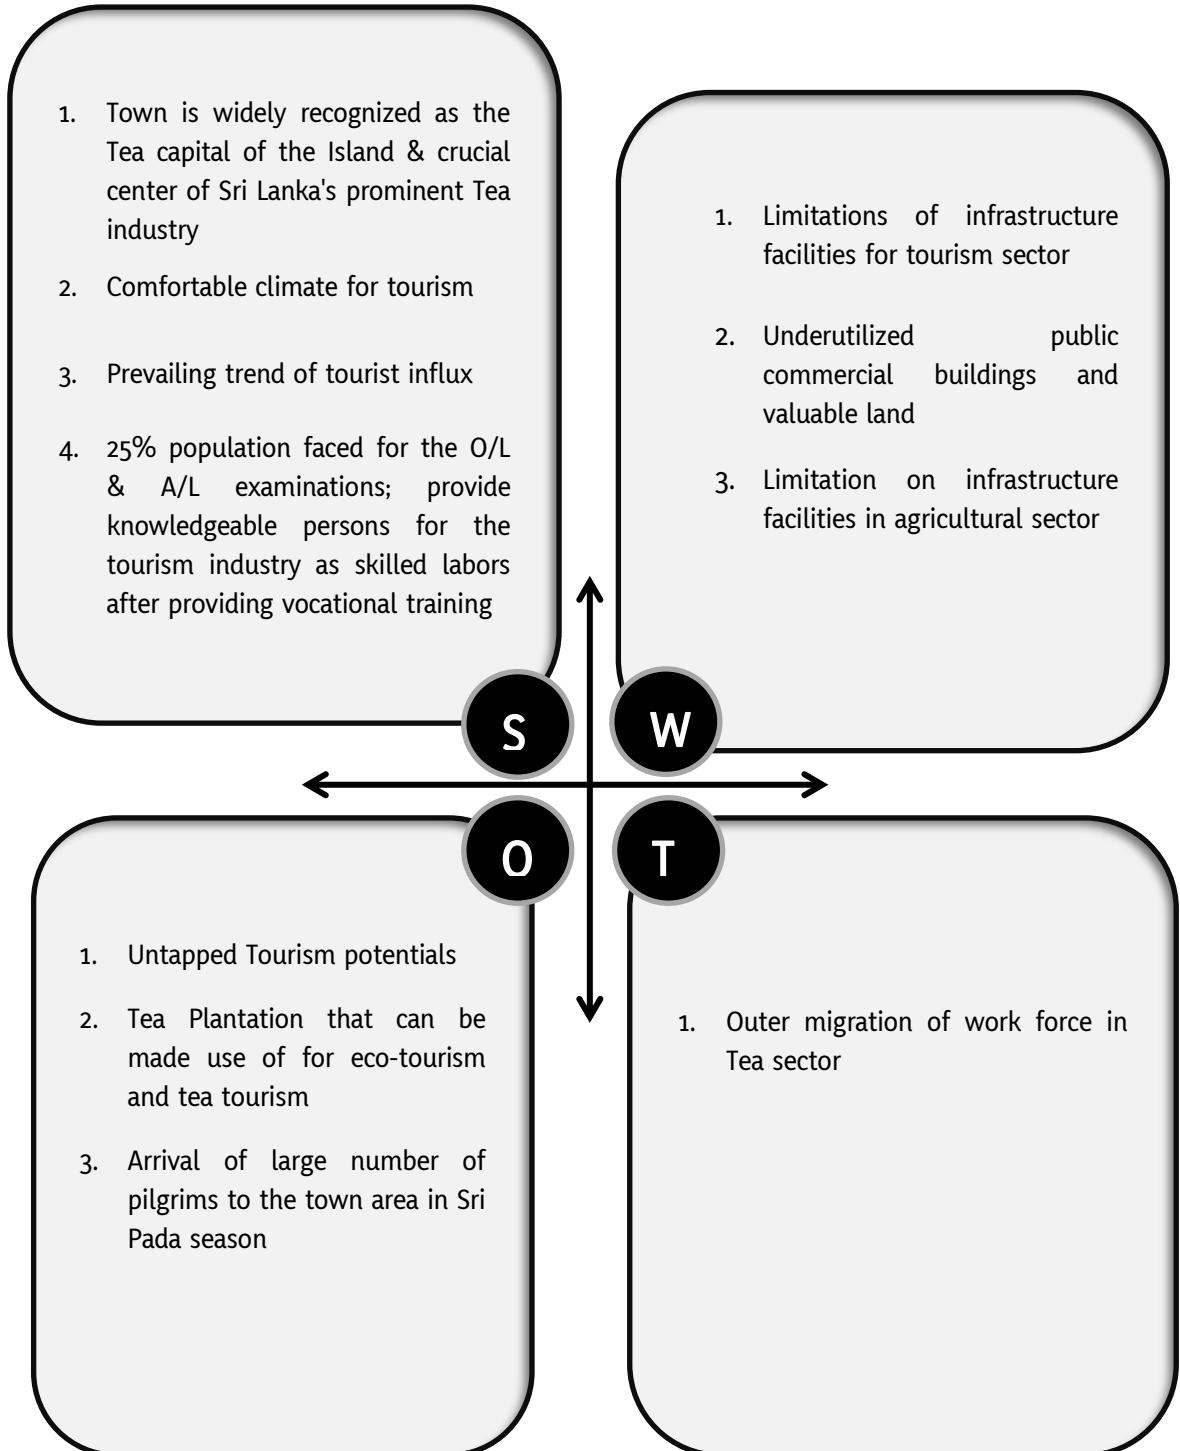 1. Town is widely recognized as the
Tea capital of the Island & crucial
center of Sri Lanka's prominent Tea
industry
2. Comfortable climate for tourism
3. Prevailing trend of tourist influx
4. 25% population faced for the O/L
& A/L examinations; provide
knowledgeable persons for the
tourism industry as skilled labors
after providing vocational training
1. Limitations of infrastructure
facilities for tourism sector
2. Underutilized public
commercial buildings and
valuable land
3. Limitation on infrastructure
facilities in agricultural sector
S
W
O
T
1. Untapped Tourism potentials
2. Tea Plantation that can be
made use of for eco-tourism
and tea tourism
3. Arrival of large number of
pilgrims to the town area in Sri
Pada season
1. Outer migration of work force in
Tea sector